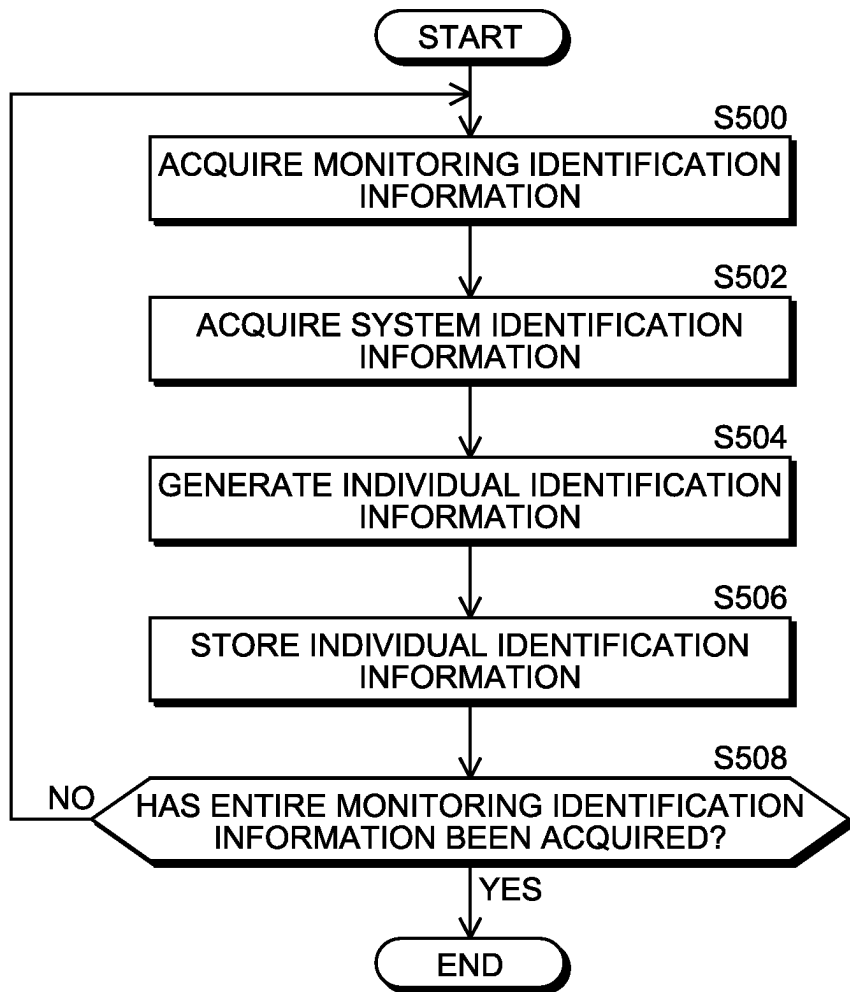 START
S500
ACQUIRE MONITORING IDENTIFICATION
INFORMATION
S502
ACQUIRE SYSTEM IDENTIFICATION
INFORMATION
S504
GENERATE INDIVIDUAL IDENTIFICATION
INFORMATION
S506
STORE INDIVIDUAL IDENTIFICATION
INFORMATION
S508
NO
HAS ENTIRE MONITORING IDENTIFICATION
INFORMATION BEEN ACQUIRED?
YES
END